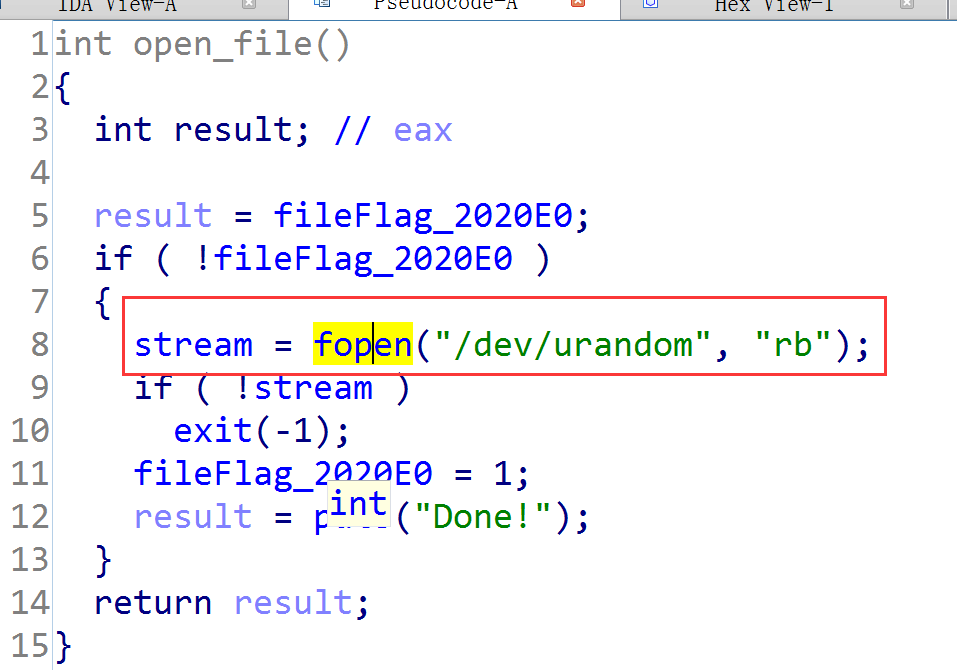 IDA View-A Pseudocode-A Hex View-1
1 int open_file()
2 {
3 int result; // eax
4
5 result = fileFlag_2020E0;
6 if ( !fileFlag_2020E0 )
7 {
8 stream = fopen("/dev/urandom", "rb");
9 if ( !stream )
10 exit(-1);
11 fileFlag_2020E0 = 1;
int
12 result = ("Done!");
13 }
14 return result;
15 }